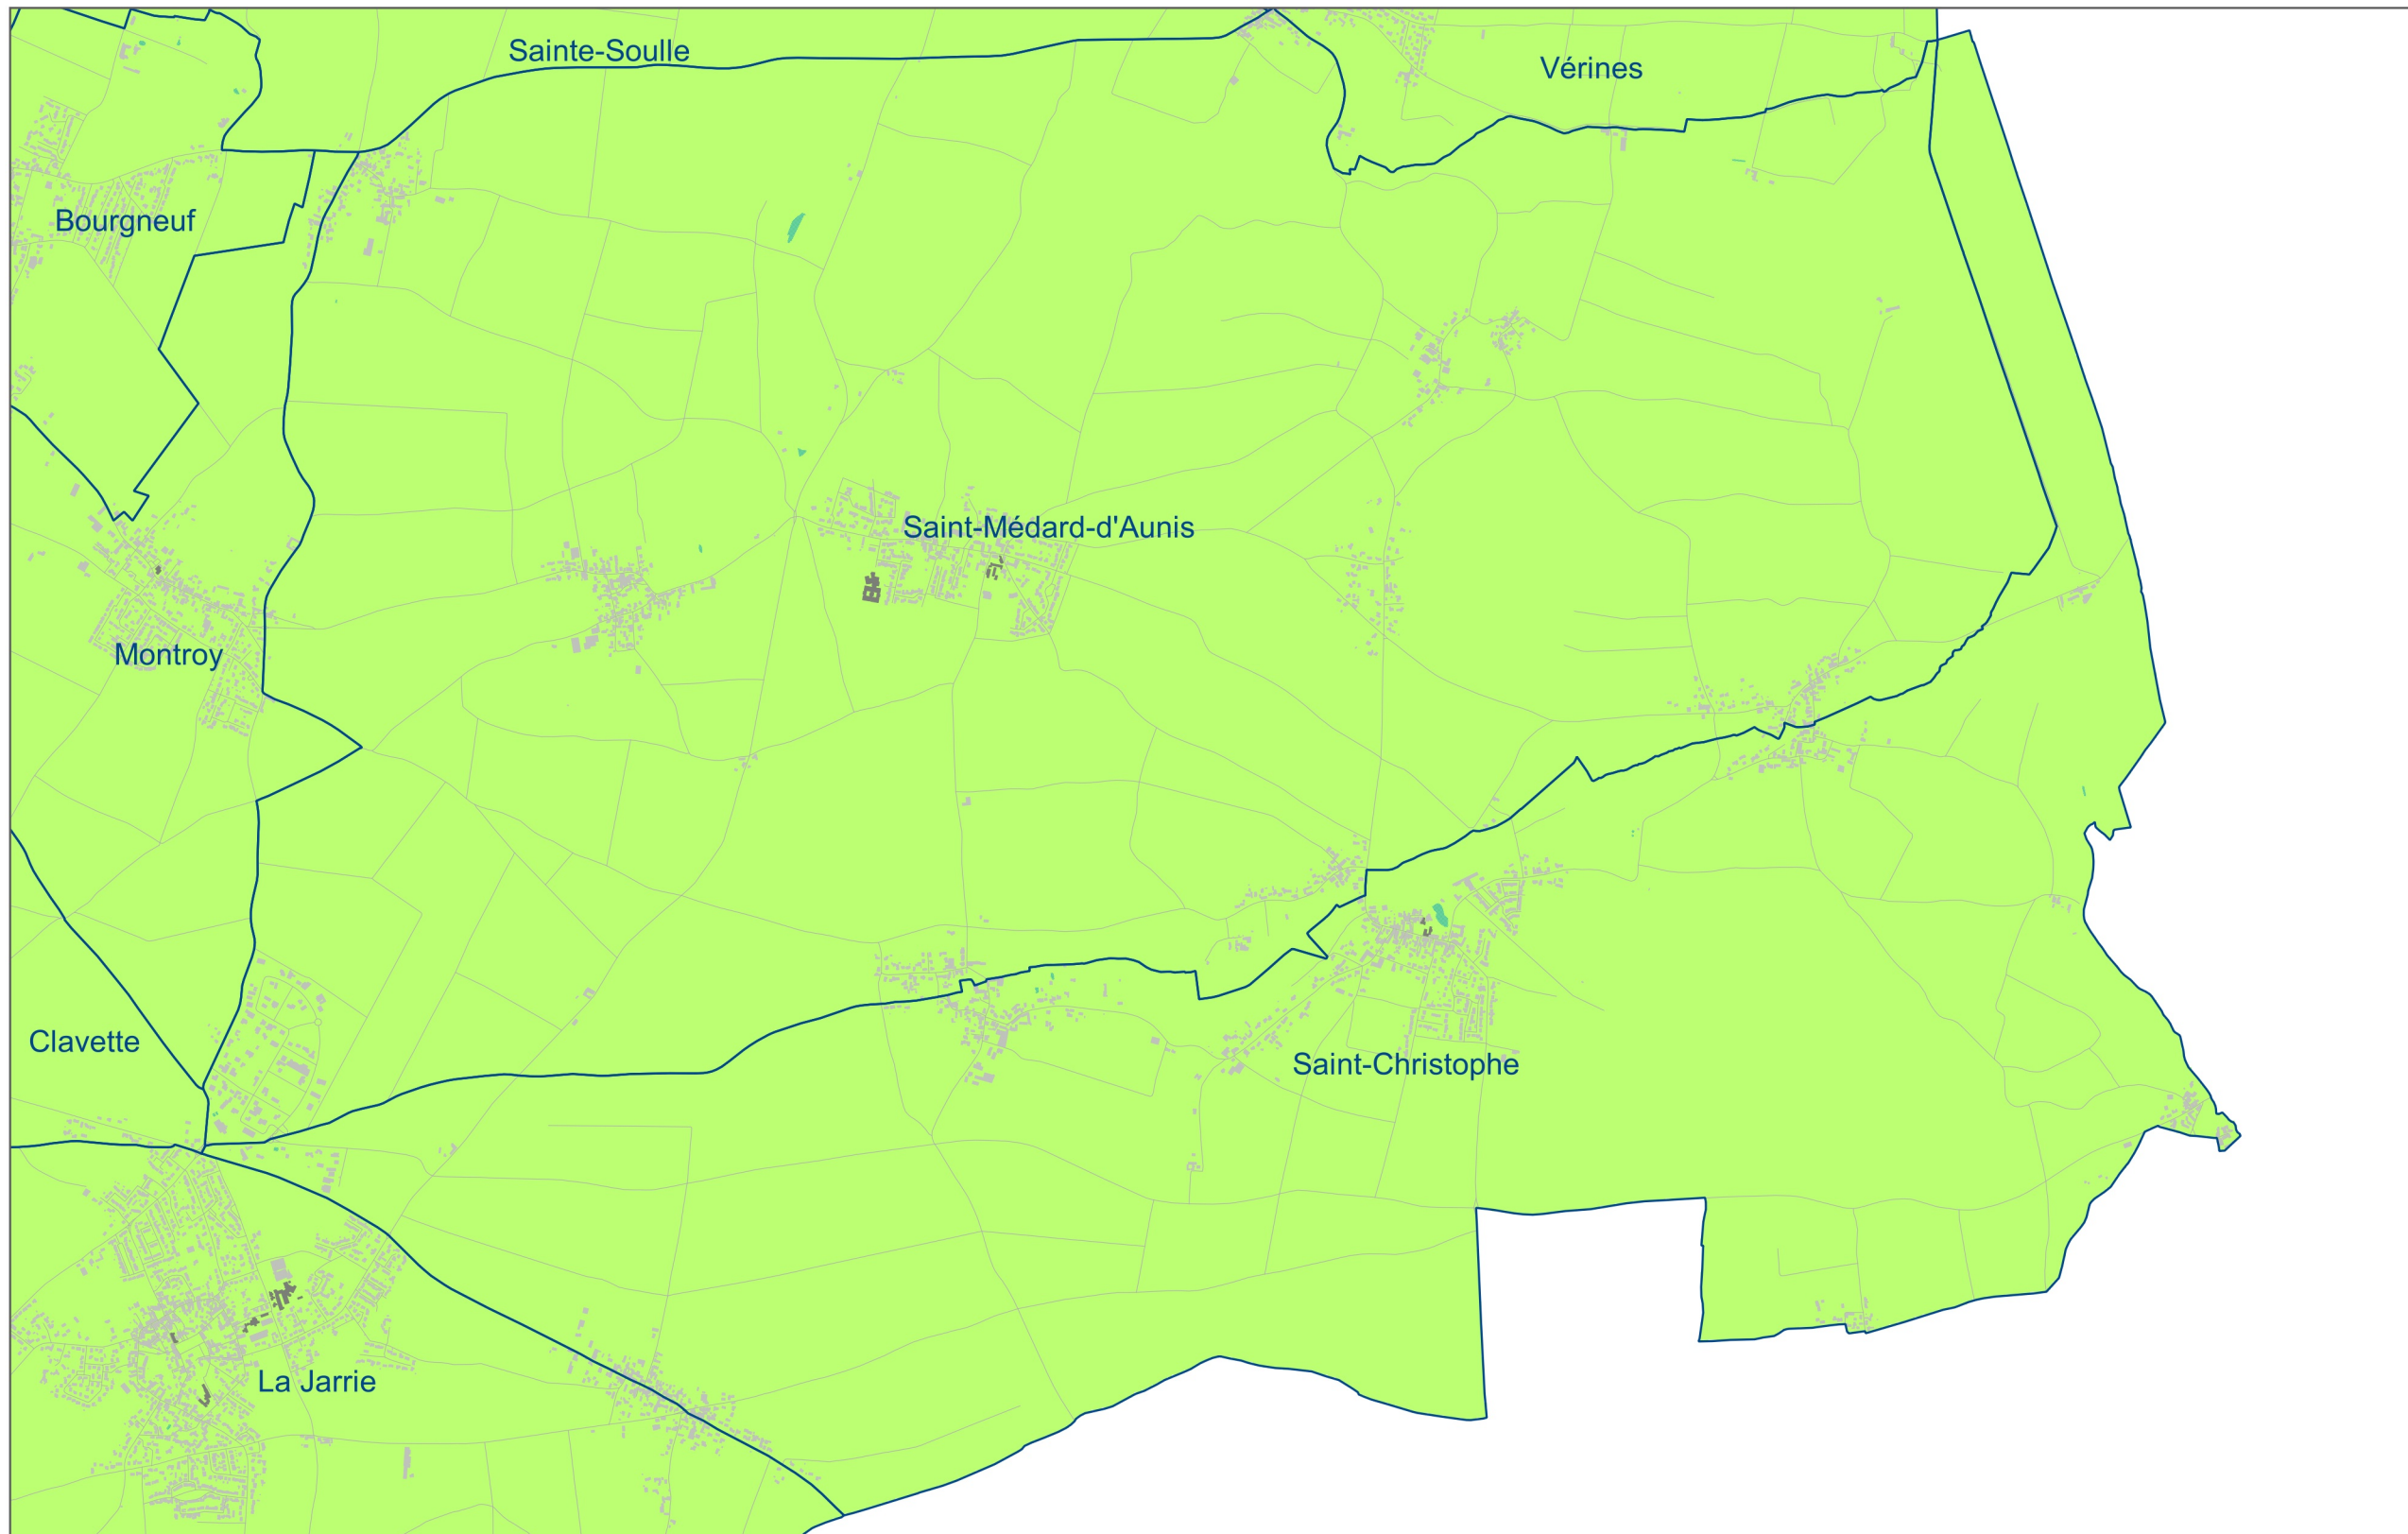 Sainte-Soulle
Vérines
Bourgneuf
Saint-Médard-d'Aunis
Montroy
Clavette
Saint-Christophe
La Jarrie